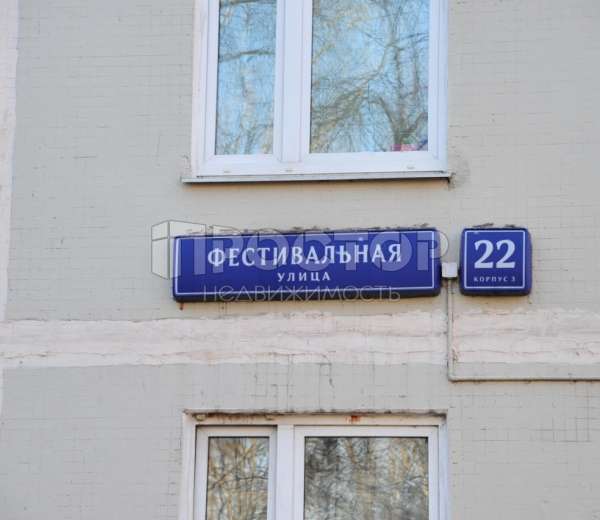 ФЕСТИВАЛЬНАЯ
УЛИЦА
22
КОРПУС 3
ПРОСТОР
НЕДВИЖИМОСТЬ